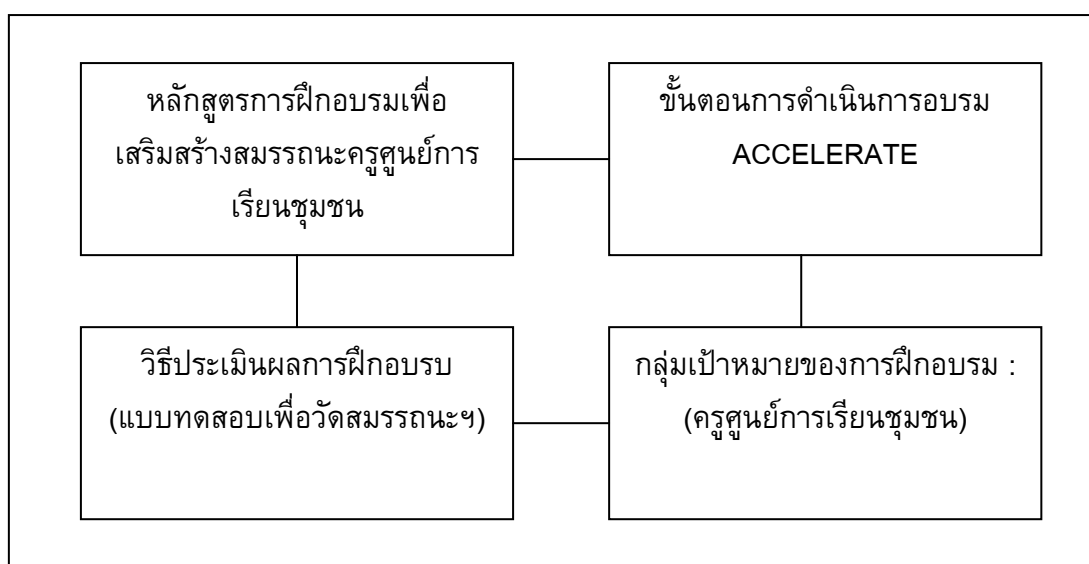 หลักสูตรการฝึกอบรมเพื่อ
เสริมสร้างสมรรถนะครูศูนย์การ
เรียนชุมชน
ขั้นตอนการดำเนินการอบรม
ACCELERATE
วิธีประเมินผลการฝึกอบรบ
(แบบทดสอบเพื่อวัดสมรรถนะฯ)
กลุ่มเป้าหมายของการฝึกอบรม :
(ครูศูนย์การเรียนชุมชน)